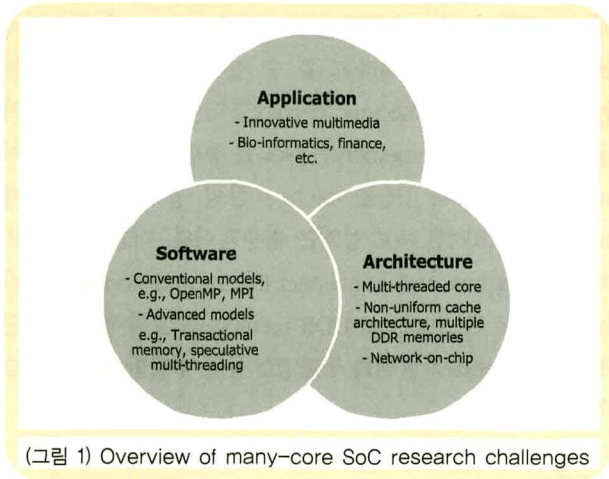 Application
- Innovative multimedia
- Bio-informatics, finance,
etc.
Software
- Conventional models,
e.g., OpenMP, MPI
- Advanced models
e.g., Transactional
memory, speculative
multi-threading
Architecture
- Multi-threaded core
- Non-uniform cache
architecture, multiple
DDR memories
- Network-on-chip
(그림 1) Overview of many-core SoC research challenges